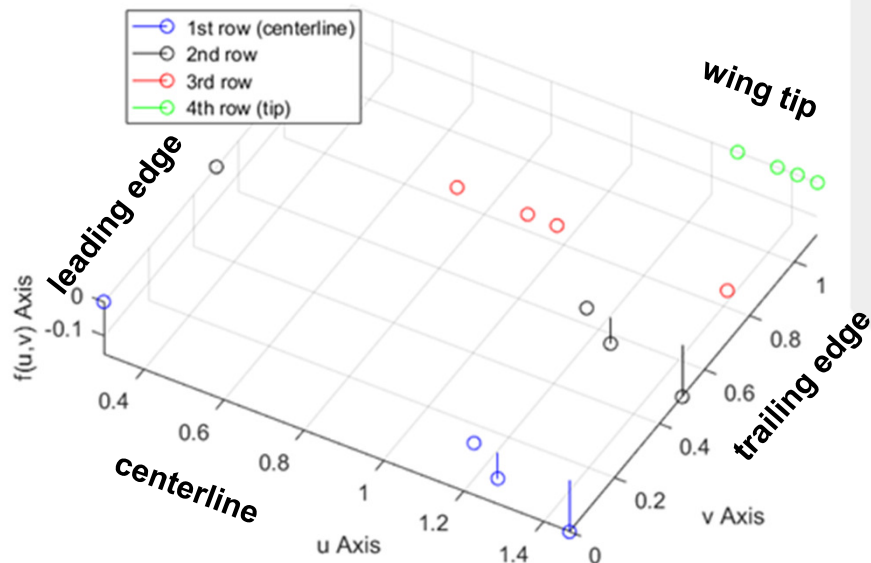 1st row (centerline)
2nd row
3rd row
4th row (tip)
wing tip
leading edge
trailing edge
centerline
f(u,v) Axis
0
-0.1
u Axis
0.4
0.6
0.8
1
1.2
1.4
v Axis
0
0.2
0.4
0.6
0.8
1